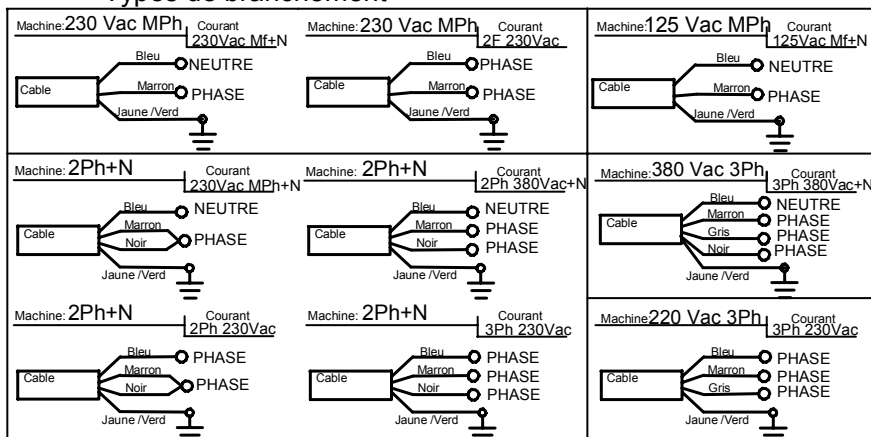 Types de branchement
Machine: 230 Vac MPh
Courant
230Vac Mf+N
Bleu
NEUTRE
Cable
Marron
PHASE
Jaune /Verd
Machine: 230 Vac MPh
Courant
2F 230Vac
Bleu
PHASE
Cable
Marron
PHASE
Jaune /Verd
Machine: 125 Vac MPh
Courant
125Vac Mf+N
Bleu
NEUTRE
Cable
Marron
PHASE
Jaune /Verd
Machine: 2Ph+N
Courant
230Vac MPh+N
Bleu
NEUTRE
Marron
Cable
PHASE
Noir
Jaune /Verd
Machine: 2Ph+N
Courant
2Ph 380Vac+N
Bleu
NEUTRE
Marron
PHASE
Cable
Noir
PHASE
Jaune /Verd
Machine: 380 Vac 3Ph
Courant
3Ph 380Vac+N
Bleu
NEUTRE
Marron
PHASE
Cable
Gris
PHASE
Noir
PHASE
Jaune /Verd
Machine: 2Ph+N
Courant
2Ph 230Vac
Bleu
PHASE
Marron
Cable
PHASE
Noir
Jaune /Verd
Machine: 2Ph+N
Courant
3Ph 230Vac
Bleu
PHASE
Marron
PHASE
Cable
Noir
PHASE
Jaune /Verd
Machine 220 Vac 3Ph
Courant
3Ph 230Vac
Bleu
PHASE
Marron
PHASE
Cable
Gris
PHASE
Jaune /Verd